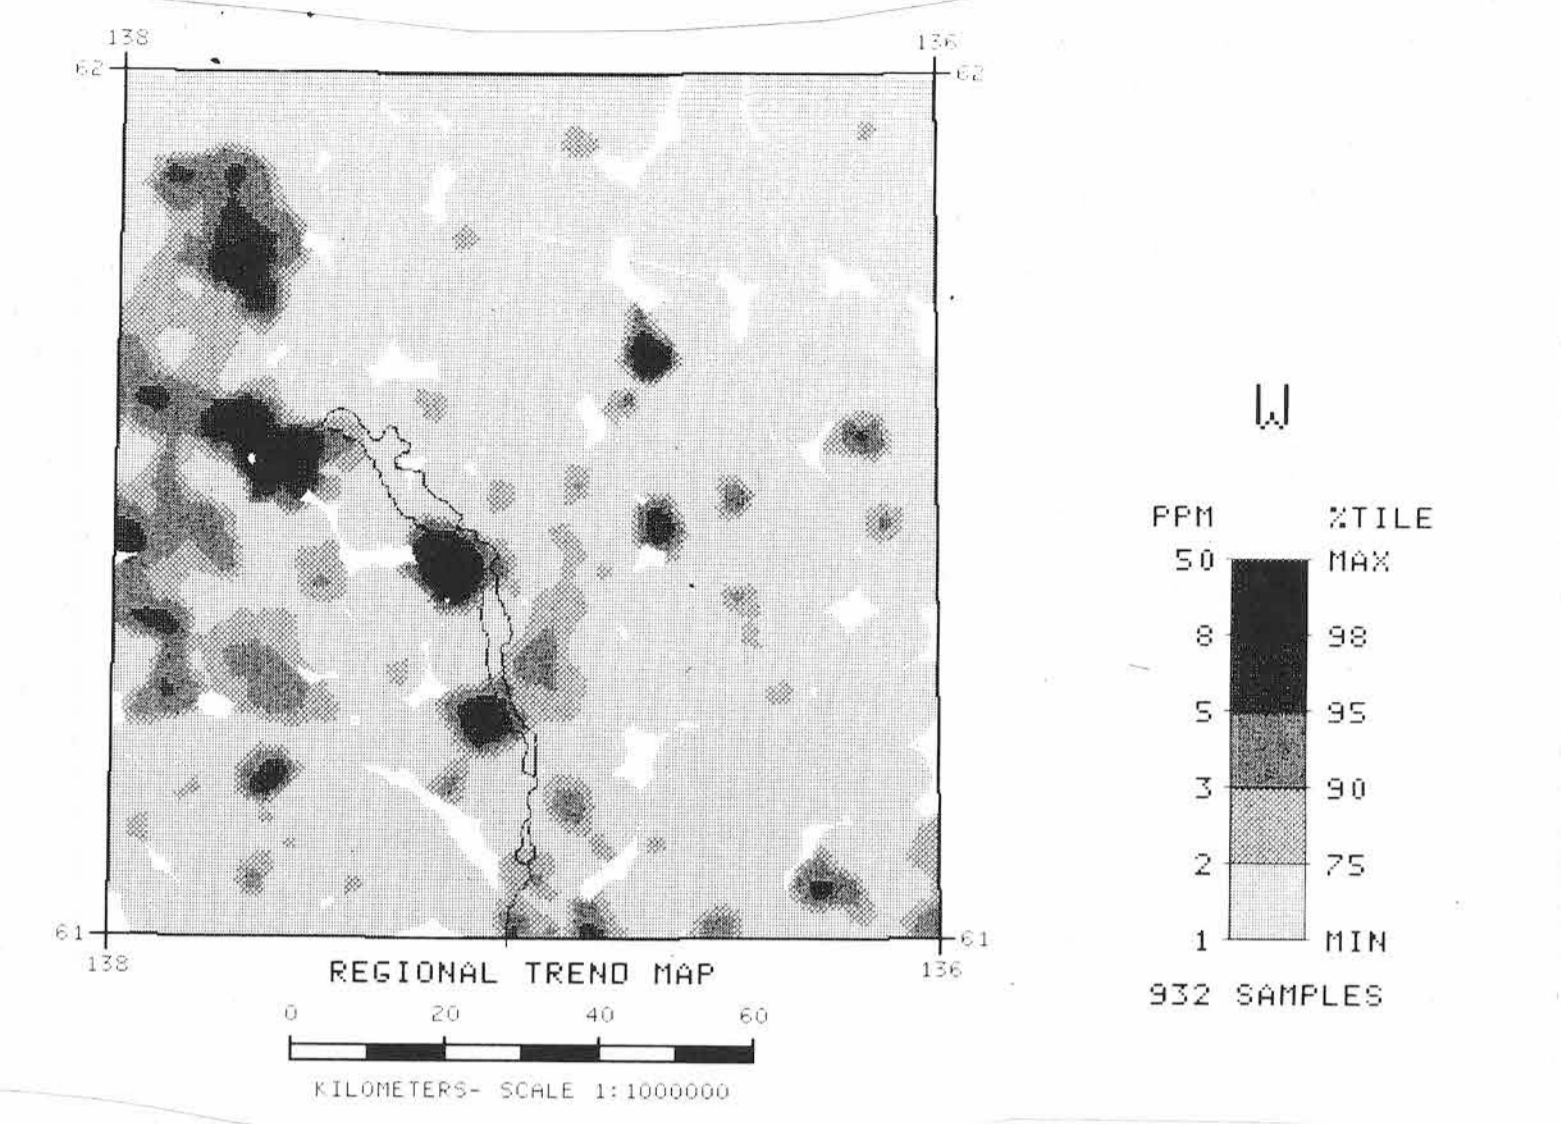 138 136
62 62
W
PPM %TILE
50 MAX
8 98
5 95
3 90
2 75
1 MIN
932 SAMPLES
61 61
138 136
REGIONAL TREND MAP
0 20 40 60
KILOMETERS- SCALE 1:1000000